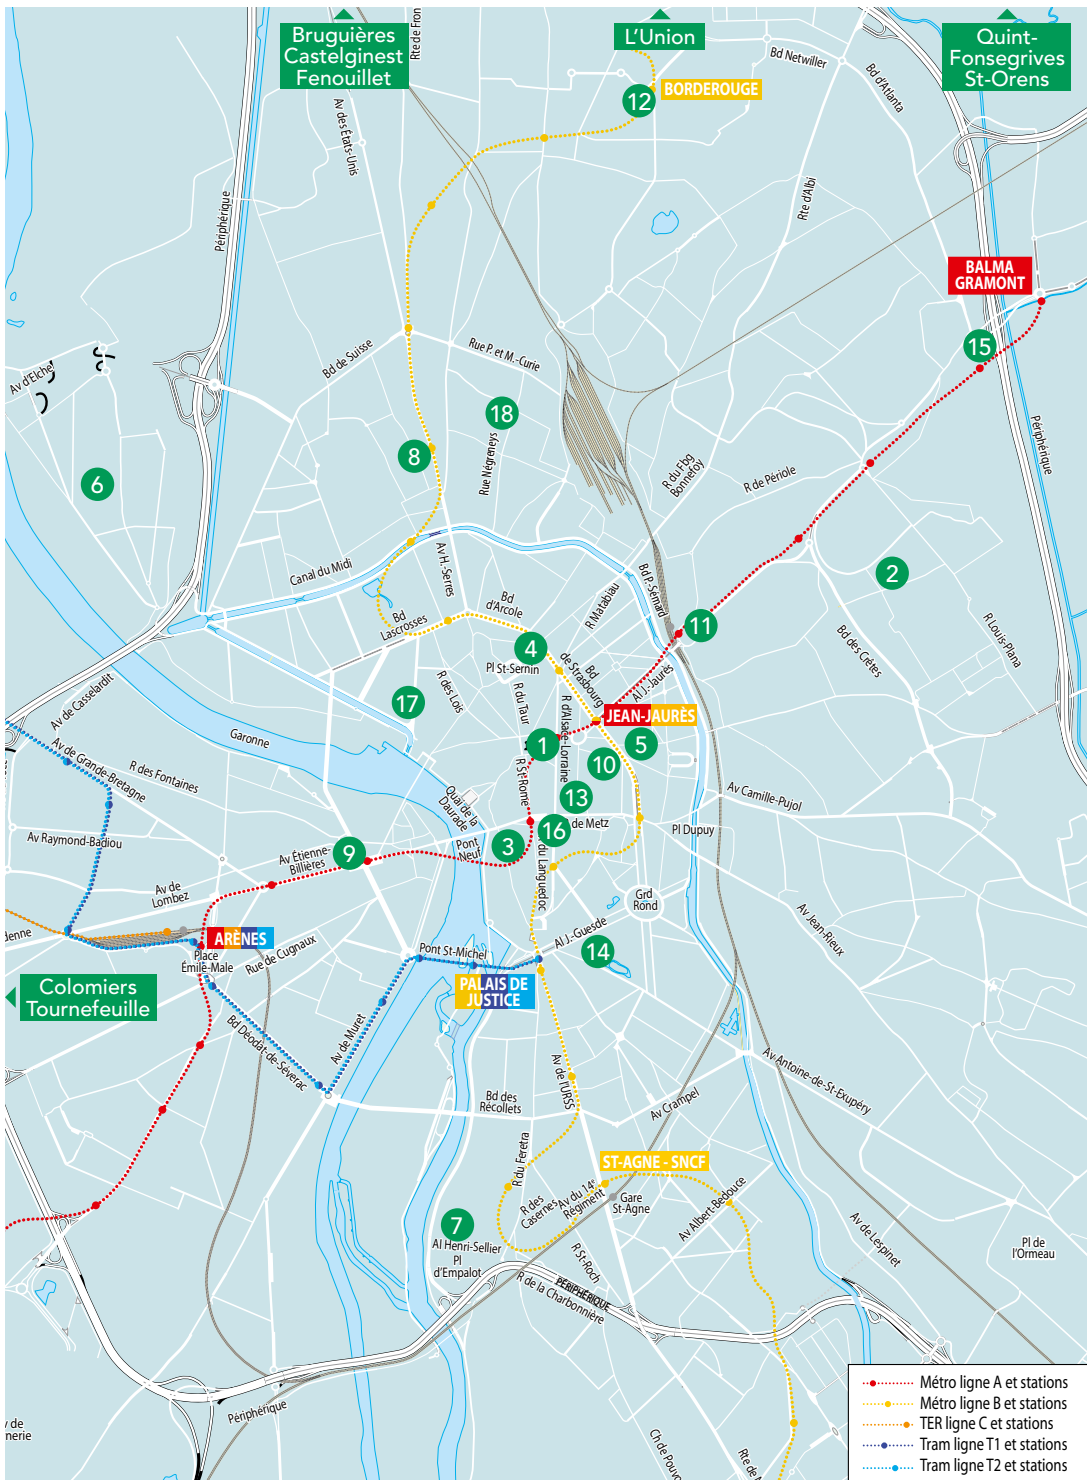 Bruguières
Castelginest
Fenouillet
Rte de Fron
L'Union
Quint-
Fonsegrives
St-Orens
Bd Netwiller
Bd d'Atlanta
12
BORDEROUGE
Av des États-Unis
Périphérique
Rte d'Albi
BALMA
GRAMONT
15
Av d'Elche
Bd de Suisse
Rue P. et M.-Curie
18
Périphérique
8
Rue Négreneys
R du Fbg
Bonnefoy
R de Périole
6
Canal du Midi
Av H.-Serres
Bd P.-Sémard
2
Bd
Lascrosses
Bd
d'Arcole
R Matabiau
11
R Louis-Plana
4
Pl St-Sernin
Bd
de Strasbourg
Al J.-Jaurès
Bd des Crêtes
Av de Casselardit
17
R des Lois
R du Taur
R d'Alsace-Lorraine
JEAN-JAURÈS
Garonne
1
5
Av de Grande-Bretagne
R des Fontaines
R St-Rome
10
Quai de la
Daurade
13
Av Camille-Pujol
Av Raymond-Badiou
16
de Metz
Pl Dupuy
Pont
Neuf
3
9
Av Étienne-
Billières
Av de
Lombez
du Languedoc
Grd
Rond
Av Jean-Rieux
denne
ARÈNES
Place
Émile-Male
Rue de Cugnaux
Pont St-Michel
Al J.-Guesde
14
Colomiers
Tournefeuille
PALAIS DE
JUSTICE
Bd Déodat-de-Séverac
Av de Muret
Av de l'URSS
Av Antoine-de-St-Exupéry
Bd des
Récollets
Av Crampel
R du Feretra
ST-AGNE - SNCF
R des
Casernes
Av du 14e
Régiment
Gare
St-Agne
Av Albert-Bedouce
7
Al Henri-Sellier
Pl
d'Empalot
R St-Roch
Av de Lespinet
Pl de
l'Ormeau
PÉRIPHÉRIQUE
R de la Charbonnière
Périphérique
v de
nerie
Ch de Pouvo
Rte de N
Métro ligne A et stations
Métro ligne B et stations
TER ligne C et stations
Tram ligne T1 et stations
Tram ligne T2 et stations